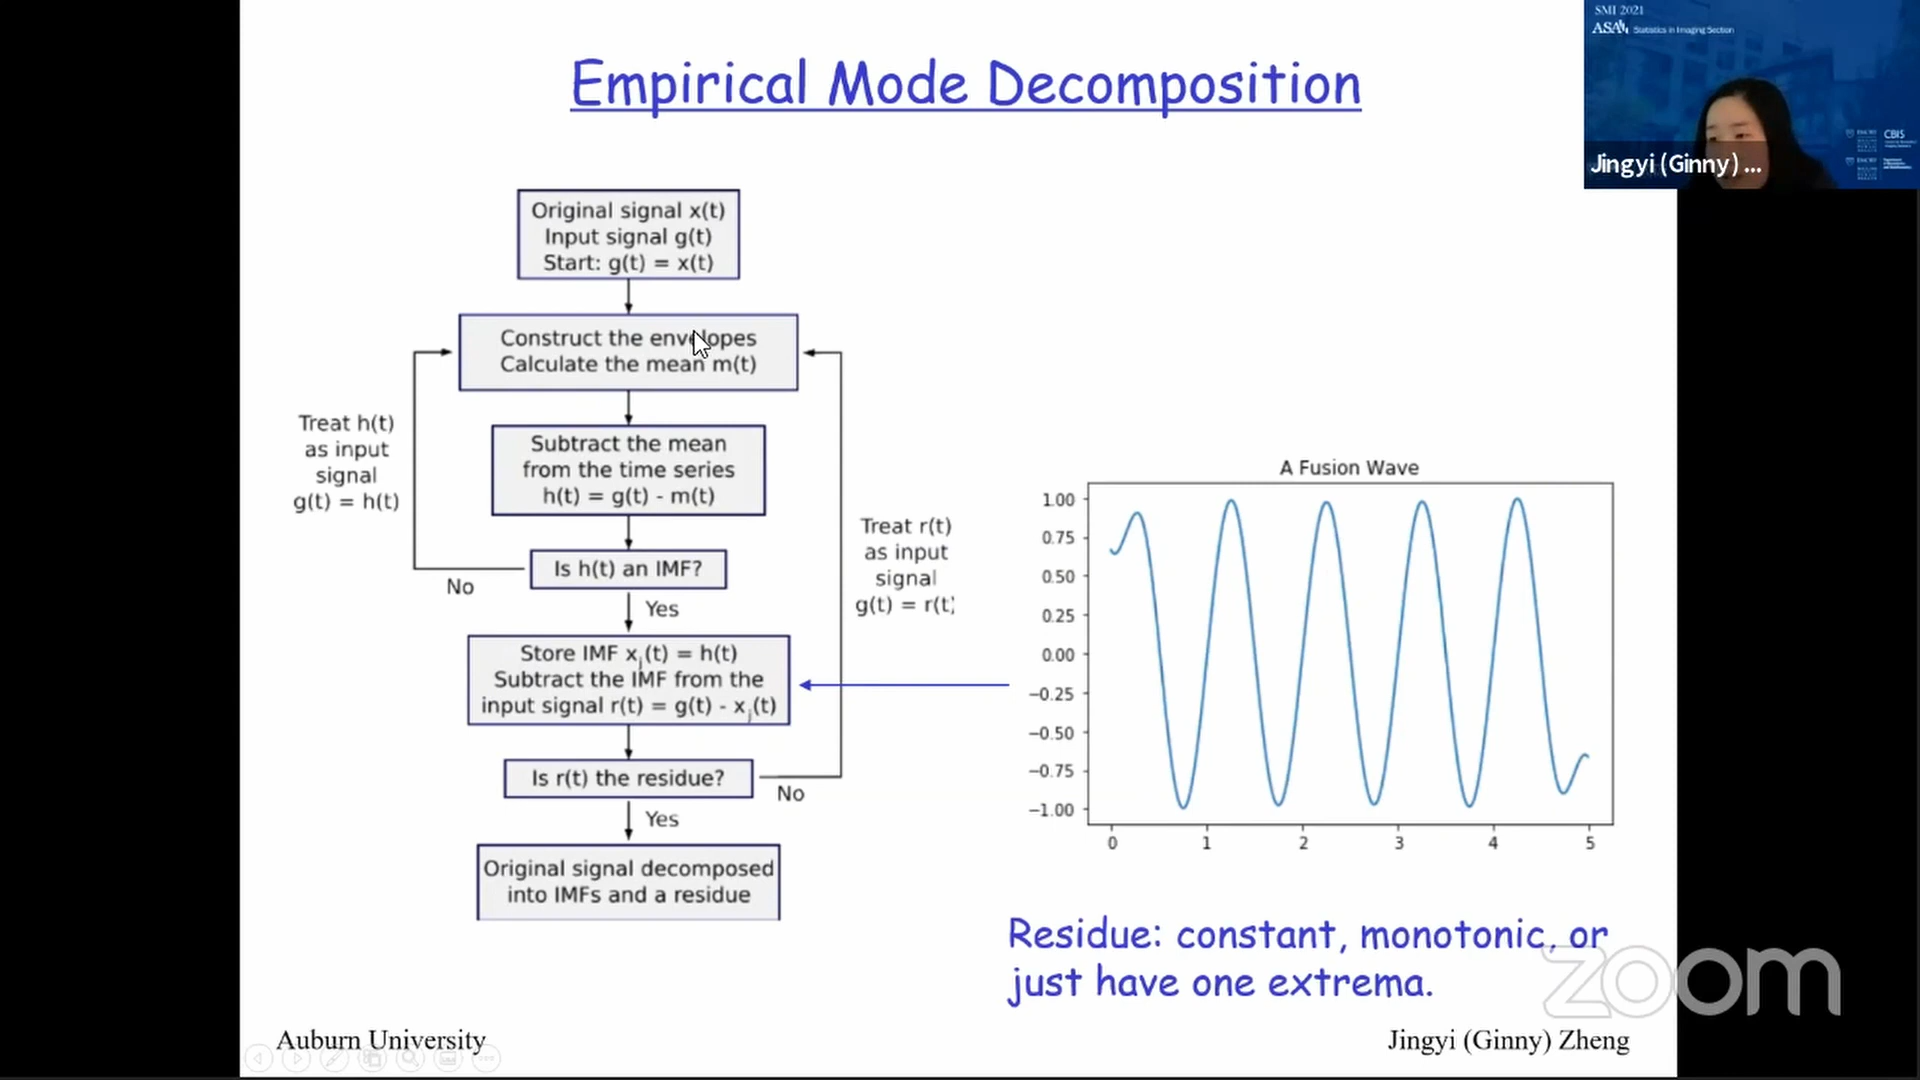 SMI 2021
ASA Statistics in Imaging Section
CBIS
Jingyi (Ginny) ...
Empirical Mode Decomposition
Original signal x(t)
Input signal g(t)
Start: g(t) = x(t)
Construct the envelopes
Calculate the mean m(t)
Treat h(t)
as input
signal
g(t) = h(t)
Subtract the mean
from the time series
h(t) = g(t) - m(t)
Is h(t) an IMF?
No
Yes
Treat r(t)
as input
signal
g(t) = r(t)
Store IMF xj(t) = h(t)
Subtract the IMF from the
input signal r(t) = g(t) - xj(t)
Is r(t) the residue?
No
Yes
Original signal decomposed
into IMFs and a residue
A Fusion Wave
1.00
0.75
0.50
0.25
0.00
−0.25
−0.50
−0.75
−1.00
0 1 2 3 4 5
Residue: constant, monotonic, or
just have one extrema.
zoom
Auburn University
Jingyi (Ginny) Zheng